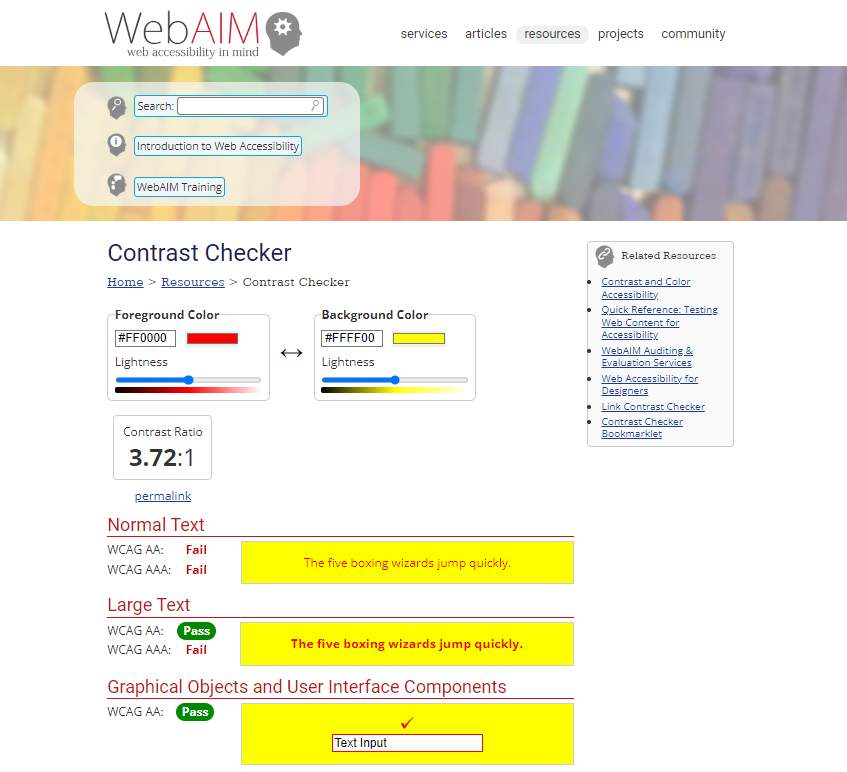 WebAIM
web accessibility in mind
services articles resources projects community
Search:
Introduction to Web Accessibility
WebAIM Training
Contrast Checker
Home > Resources > Contrast Checker
Foreground Color
#FF0000
Lightness
Background Color
#FFFF00
Lightness
Contrast Ratio
3.72:1
permalink
Normal Text
WCAG AA: Fail
WCAG AAA: Fail
The five boxing wizards jump quickly.
Large Text
WCAG AA: Pass
WCAG AAA: Fail
The five boxing wizards jump quickly.
Graphical Objects and User Interface Components
WCAG AA: Pass
Text Input
Related Resources
Contrast and Color
Accessibility
Quick Reference: Testing
Web Content for
Accessibility
WebAIM Auditing &
Evaluation Services
Web Accessibility for
Designers
Link Contrast Checker
Contrast Checker
Bookmarklet